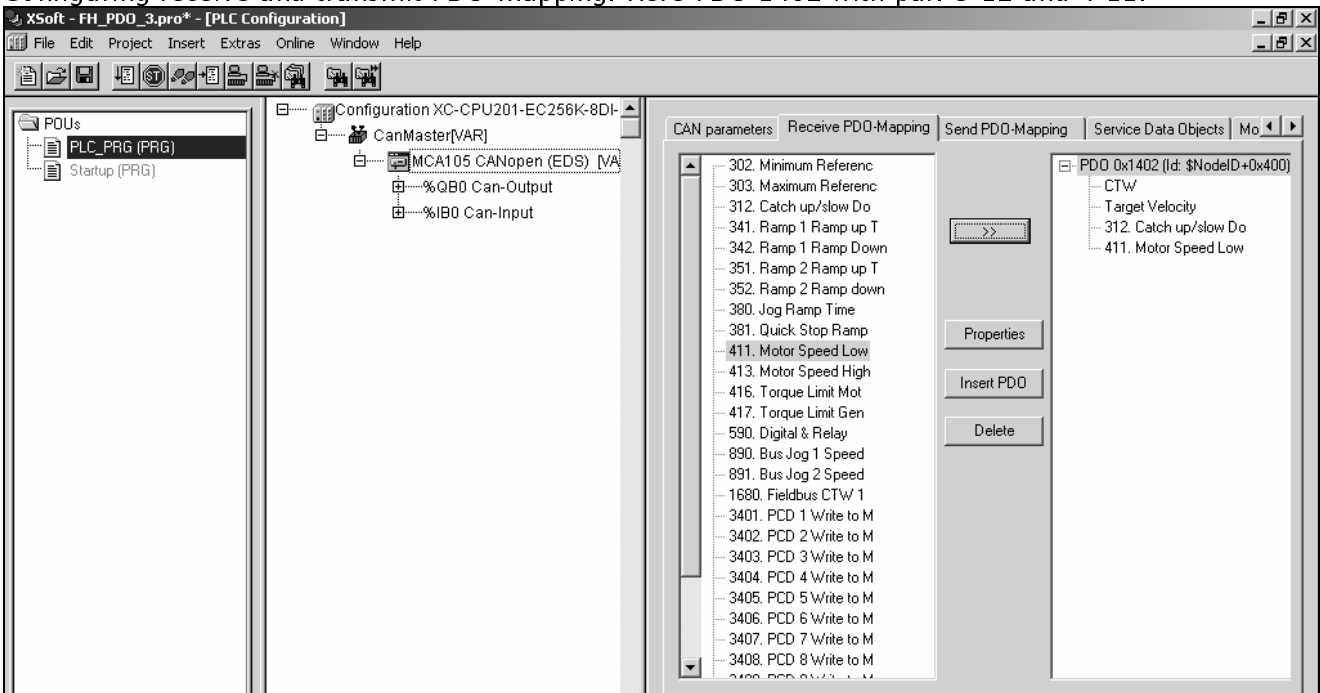 XSoft - FH_PDO_3.pro* - [PLC Configuration]
File Edit Project Insert Extras Online Window Help
POUs
PLC_PRG (PRG)
Startup (PRG)
Configuration XC-CPU201-EC256K-8DI-
CanMaster[VAR]
MCA105 CANopen (EDS) [VA
%QB0 Can-Output
%IB0 Can-Input
CAN parameters Receive PDO-Mapping Send PDO-Mapping Service Data Objects Mo
302. Minimum Referenc
303. Maximum Referenc
312. Catch up/slow Do
341. Ramp 1 Ramp up T
342. Ramp 1 Ramp Down
351. Ramp 2 Ramp up T
352. Ramp 2 Ramp down
380. Jog Ramp Time
381. Quick Stop Ramp
411. Motor Speed Low
413. Motor Speed High
416. Torque Limit Mot
417. Torque Limit Gen
590. Digital & Relay
890. Bus Jog 1 Speed
891. Bus Jog 2 Speed
1680. Fieldbus CTW 1
3401. PCD 1 Write to M
3402. PCD 2 Write to M
3403. PCD 3 Write to M
3404. PCD 4 Write to M
3405. PCD 5 Write to M
3406. PCD 6 Write to M
3407. PCD 7 Write to M
3408. PCD 8 Write to M
>>
Properties
Insert PDO
Delete
PDO 0x1402 (Id: $NodeID+0x400)
CTW
Target Velocity
312. Catch up/slow Do
411. Motor Speed Low